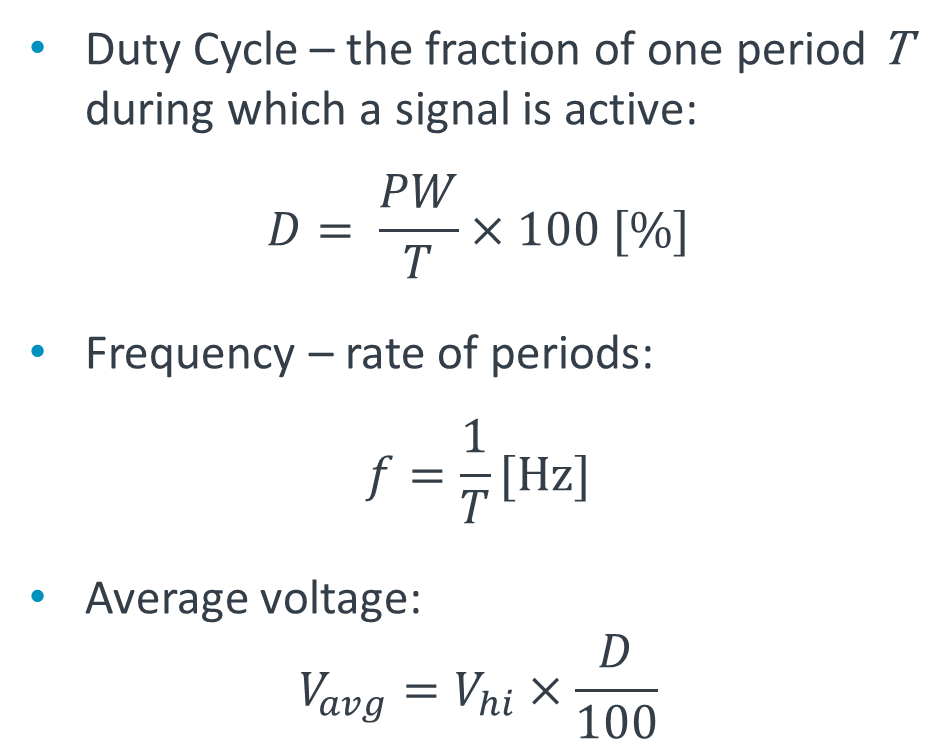 • Duty Cycle – the fraction of one period T
during which a signal is active:
D = PW/T × 100 [%]
• Frequency – rate of periods:
f = 1/T [Hz]
• Average voltage:
V_avg = V_hi × D/100